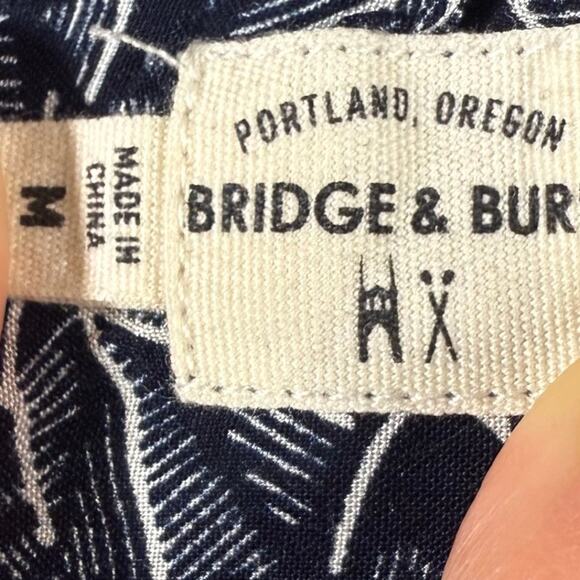 PORTLAND, OREGON
BRIDGE & BUR
MADE IN
CHINA
M